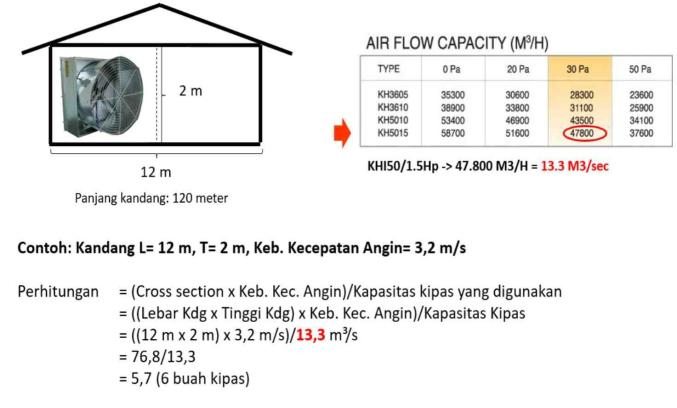 2 m
12 m
Panjang kandang: 120 meter
AIR FLOW CAPACITY (M³/H)
TYPE 0 Pa 20 Pa 30 Pa 50 Pa
KH3605 35300 30600 28300 23600
KH3610 38900 33800 31100 25900
KH5010 53400 46900 43500 34100
KH5015 58700 51600 47800 37600
KHI50/1.5Hp -> 47.800 M3/H = 13.3 M3/sec
Contoh: Kandang L= 12 m, T= 2 m, Keb. Kecepatan Angin= 3,2 m/s
Perhitungan = (Cross section x Keb. Kec. Angin)/Kapasitas kipas yang digunakan
= ((Lebar Kdg x Tinggi Kdg) x Keb. Kec. Angin)/Kapasitas Kipas
= ((12 m x 2 m) x 3,2 m/s)/13,3 m³/s
= 76,8/13,3
= 5,7 (6 buah kipas)